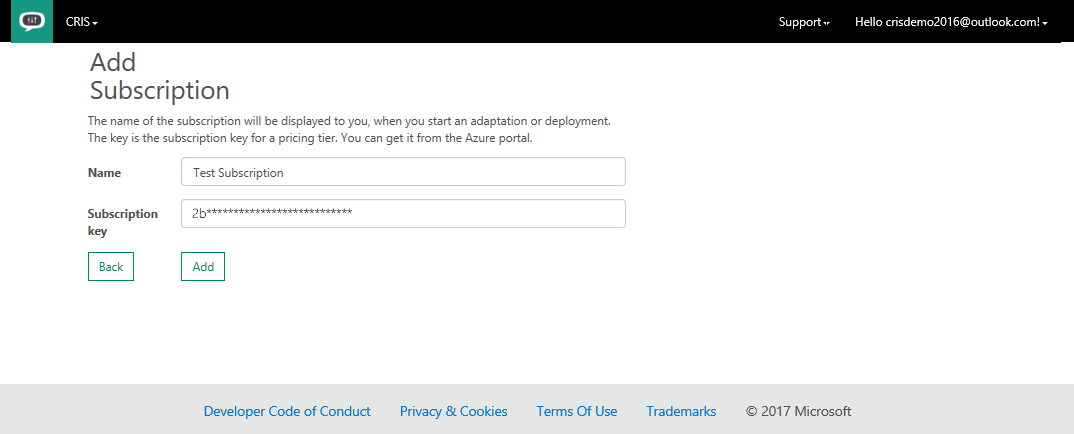 CRIS Support Hello crisdemo2016@outlook.com!
Add
Subscription
The name of the subscription will be displayed to you, when you start an adaptation or deployment.
The key is the subscription key for a pricing tier. You can get it from the Azure portal.
Name Test Subscription
Subscription 2b***************************
key
Back Add
Developer Code of Conduct Privacy & Cookies Terms Of Use Trademarks © 2017 Microsoft